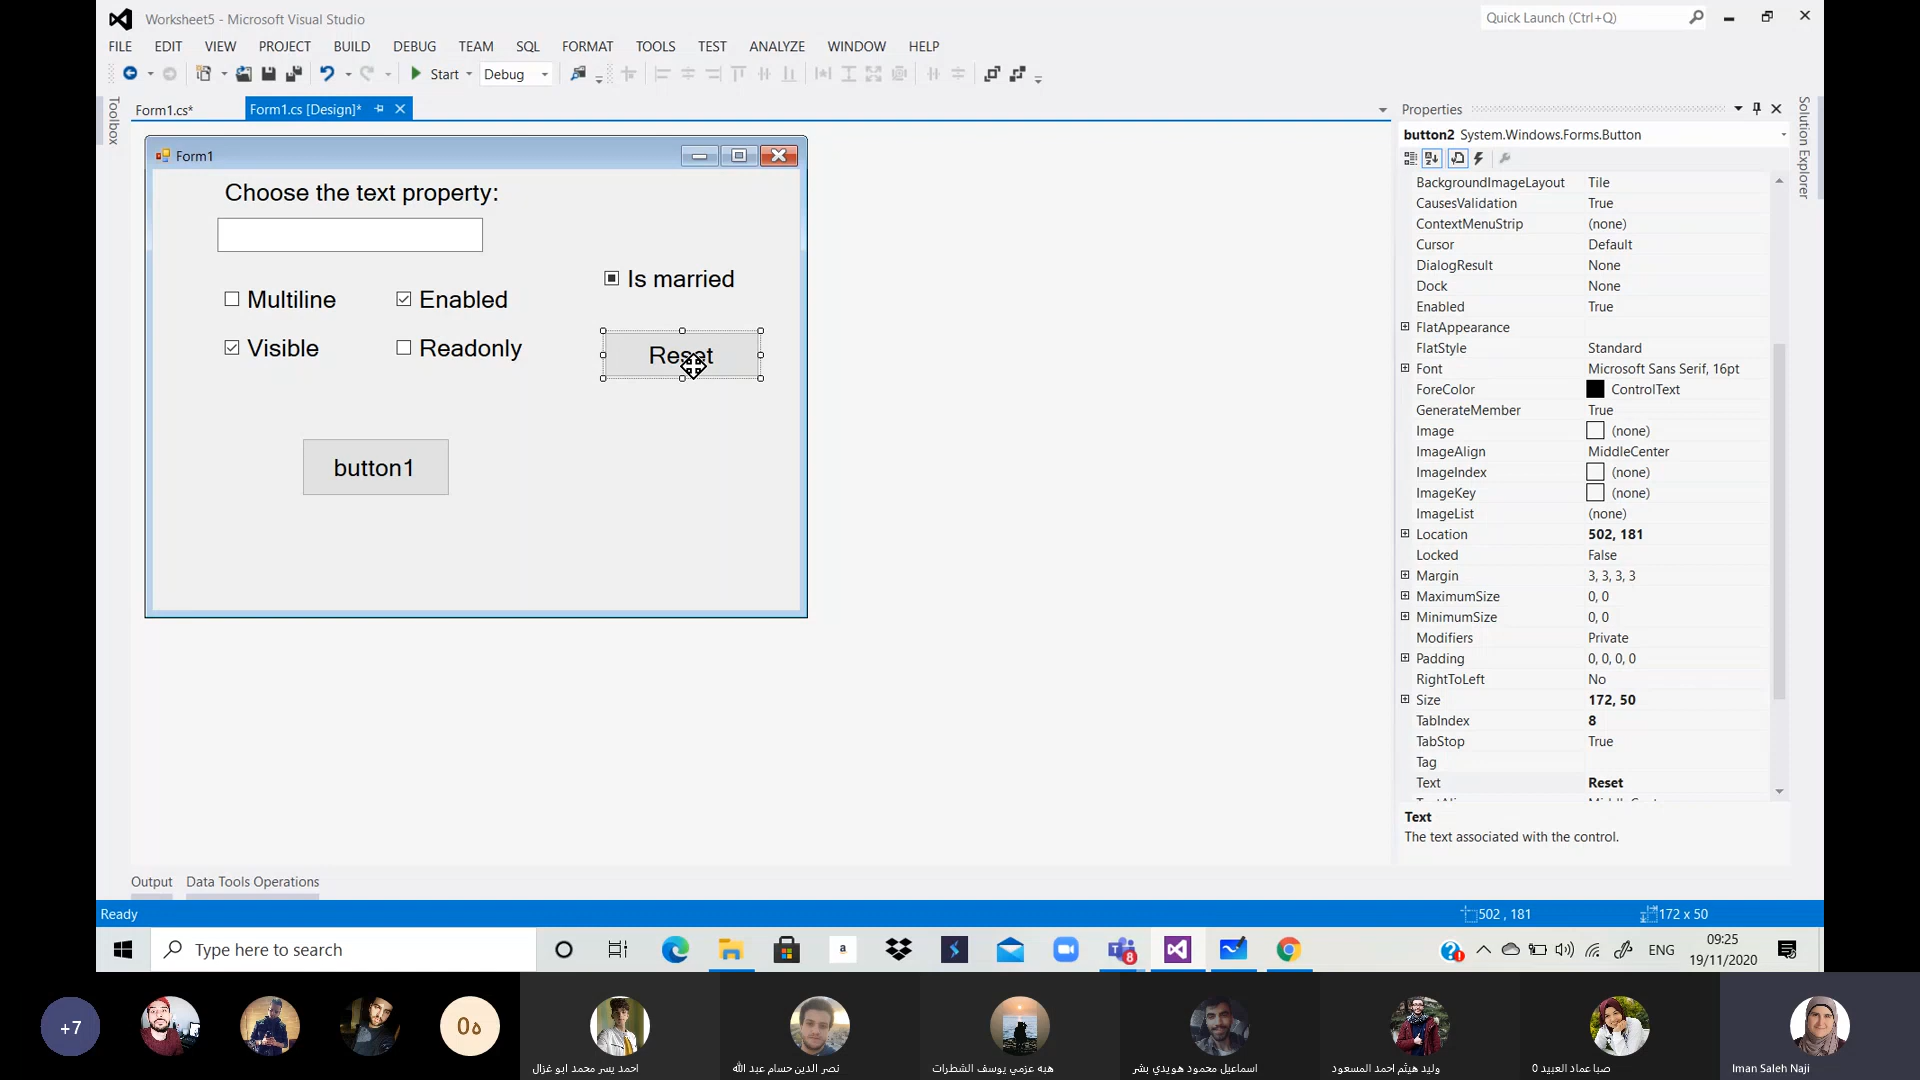 Worksheet5 - Microsoft Visual Studio
Quick Launch (Ctrl+Q)
FILE EDIT VIEW PROJECT BUILD DEBUG TEAM SQL FORMAT TOOLS TEST ANALYZE WINDOW HELP
Start Debug
Toolbox
Form1.cs* Form1.cs [Design]*
Form1
Choose the text property:
Is married
Multiline Enabled
Visible Readonly
Reset
button1
Properties
Solution Explorer
button2 System.Windows.Forms.Button
BackgroundImageLayout Tile
CausesValidation True
ContextMenuStrip (none)
Cursor Default
DialogResult None
Dock None
Enabled True
FlatAppearance
FlatStyle Standard
Font Microsoft Sans Serif, 16pt
ForeColor ControlText
GenerateMember True
Image (none)
ImageAlign MiddleCenter
ImageIndex (none)
ImageKey (none)
ImageList (none)
Location 502, 181
Locked False
Margin 3, 3, 3, 3
MaximumSize 0, 0
MinimumSize 0, 0
Modifiers Private
Padding 0, 0, 0, 0
RightToLeft No
Size 172, 50
TabIndex 8
TabStop True
Tag
Text Reset
Text
The text associated with the control.
Output Data Tools Operations
Ready 502 , 181 172 x 50
Type here to search
a
8
ENG
09:25
19/11/2020
+7
احمد يسر محمد ابو غزال
نصر الدين حسام عبد الله
هبه عزمي يوسف الشطرات
اسماعيل محمود هويدي بشر
وليد هيثم احمد المسعود
صبا عماد العبيد 0
Iman Saleh Naji